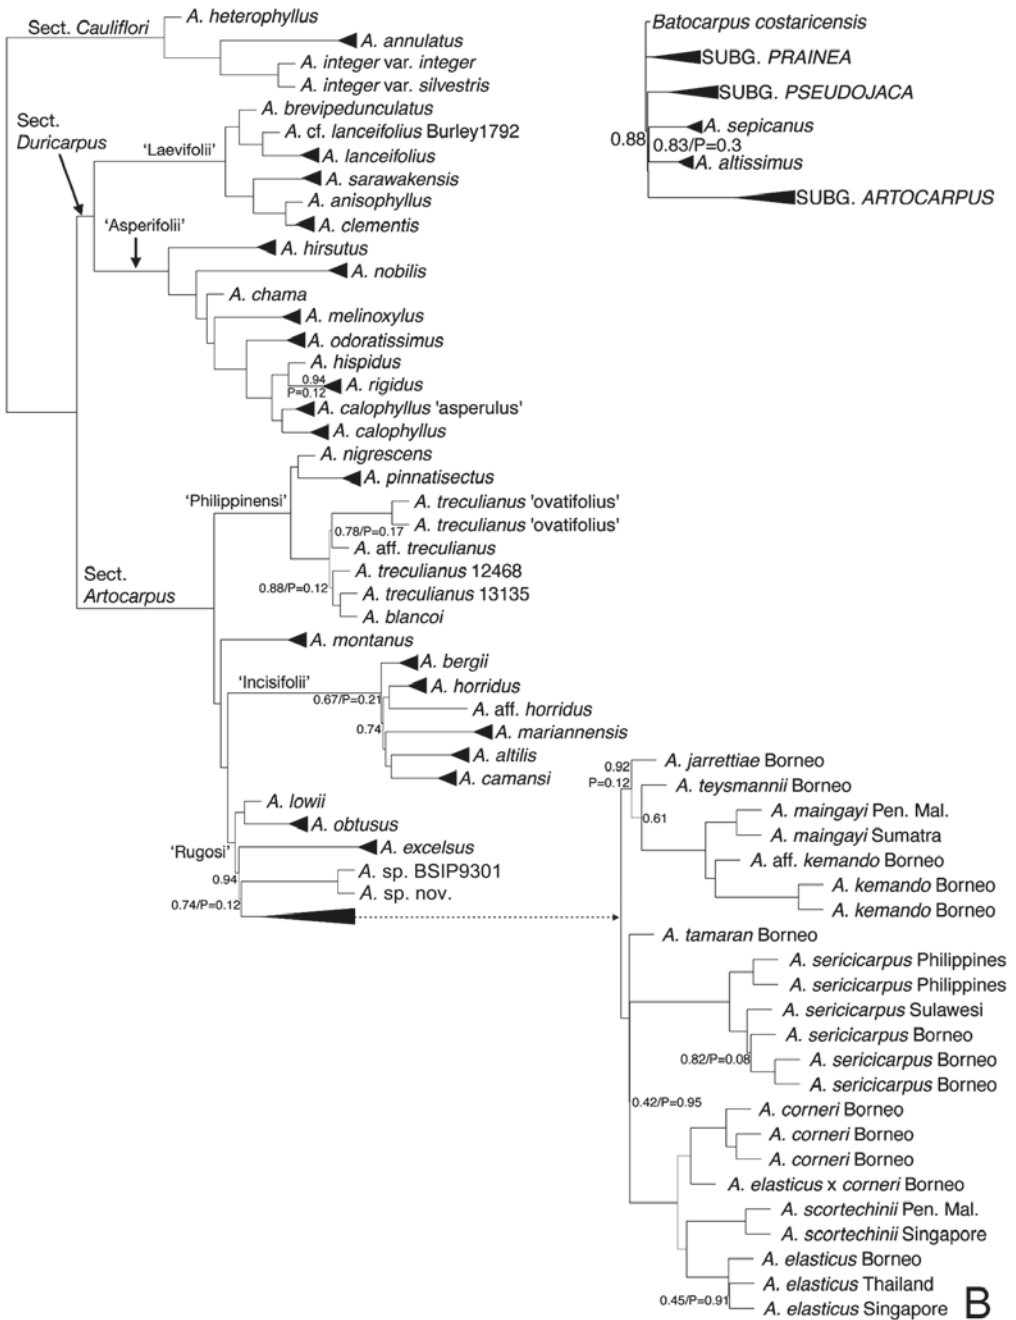 Sect. Cauliflori
A. heterophyllus
A. annulatus
A. integer var. integer
A. integer var. silvestris
Sect.
Duricarpus
'Laevifolii'
A. brevipedunculatus
A. cf. lanceifolius Burley1792
A. lanceifolius
A. sarawakensis
A. anisophyllus
A. clementis
'Asperifolii'
A. hirsutus
A. nobilis
A. chama
A. melinoxylus
A. odoratissimus
A. hispidus
0.94
P=0.12
A. rigidus
A. calophyllus 'asperulus'
A. calophyllus
Sect.
Artocarpus
'Philippinensi'
A. nigrescens
A. pinnatisectus
A. treculianus 'ovatifolius'
A. treculianus 'ovatifolius'
0.78/P=0.17
A. aff. treculianus
0.88/P=0.12
A. treculianus 12468
A. treculianus 13135
A. blancoi
A. montanus
'Incisifolii'
A. bergii
A. horridus
0.67/P=0.21
A. aff. horridus
0.74
A. mariannensis
A. altilis
A. camansi
A. lowii
A. obtusus
'Rugosi'
A. excelsus
0.94
A. sp. BSIP9301
A. sp. nov.
0.74/P=0.12
Batocarpus costaricensis
SUBG. PRAINEA
SUBG. PSEUDOJACA
A. sepicanus
0.88
0.83/P=0.3
A. altissimus
SUBG. ARTOCARPUS
A. jarrettiae Borneo
0.92
P=0.12
A. teysmannii Borneo
0.61
A. maingayi Pen. Mal.
A. maingayi Sumatra
A. aff. kemando Borneo
A. kemando Borneo
A. kemando Borneo
A. tamaran Borneo
A. sericicarpus Philippines
A. sericicarpus Philippines
A. sericicarpus Sulawesi
A. sericicarpus Borneo
0.82/P=0.08
A. sericicarpus Borneo
A. sericicarpus Borneo
0.42/P=0.95
A. corneri Borneo
A. corneri Borneo
A. corneri Borneo
A. elasticus x corneri Borneo
A. scortechinii Pen. Mal.
A. scortechinii Singapore
A. elasticus Borneo
A. elasticus Thailand
0.45/P=0.91
A. elasticus Singapore
B